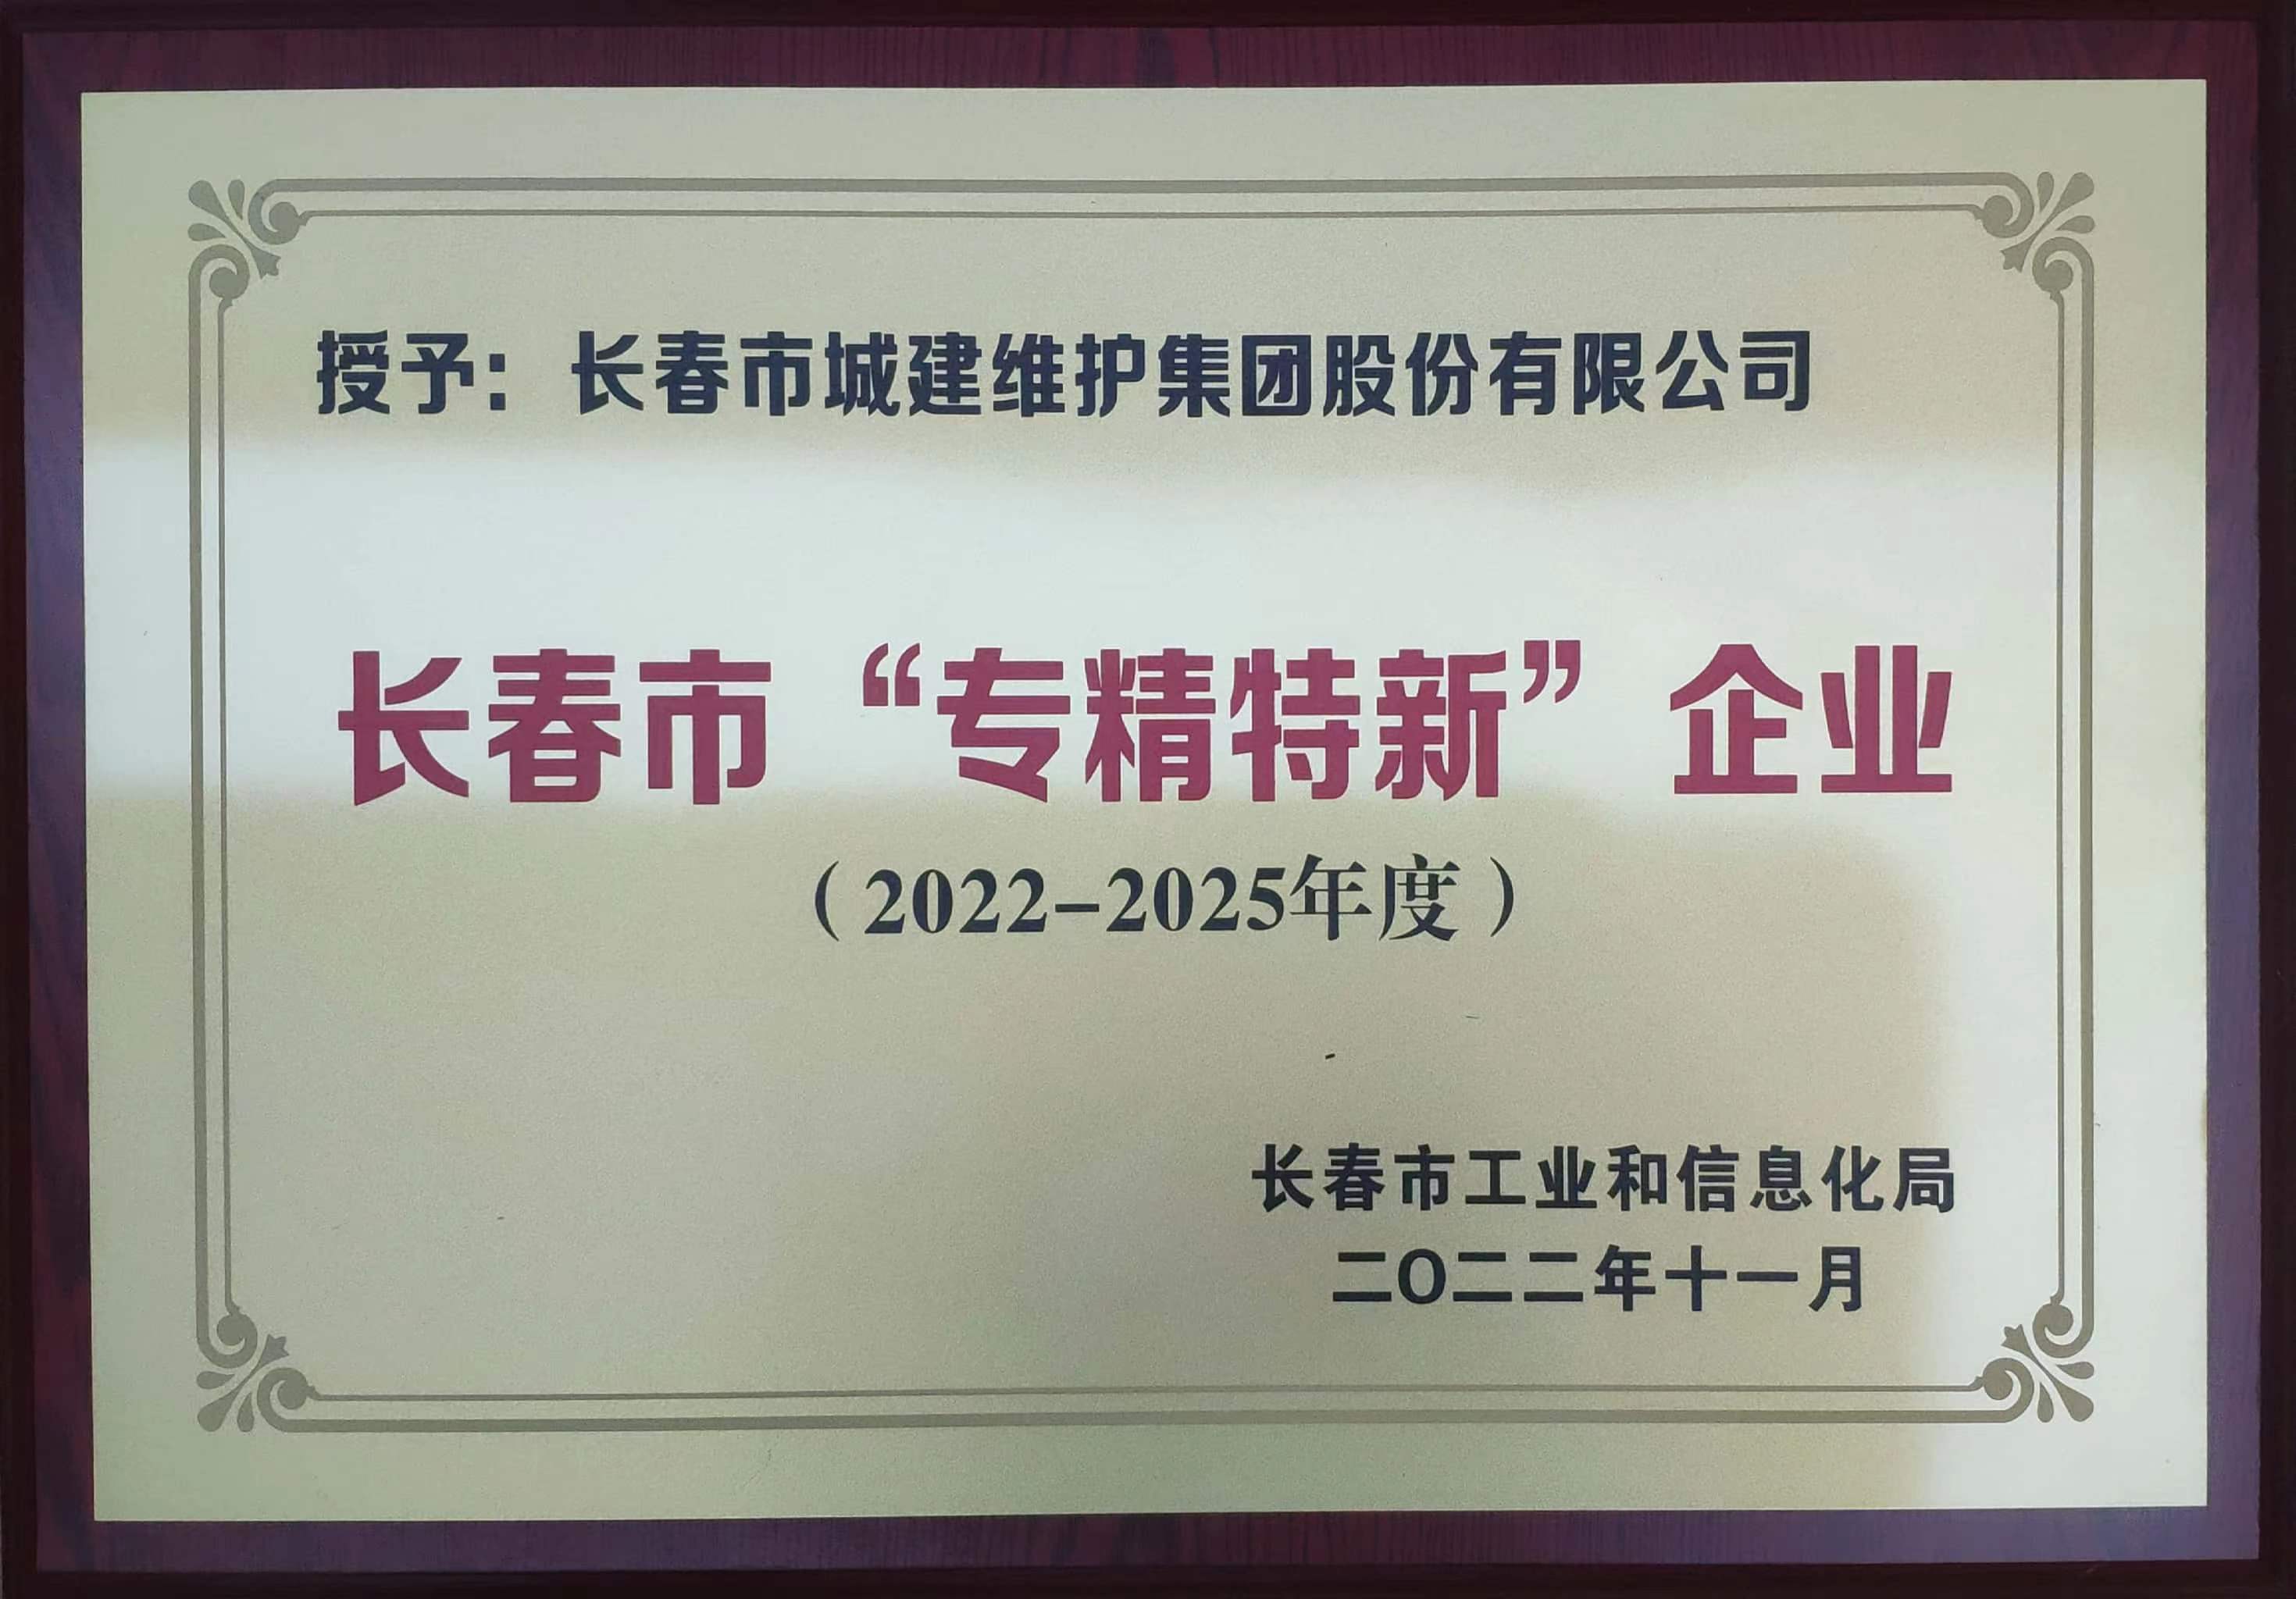 授予：长春市城建维护集团股份有限公司
长春市“专精特新”企业
（2022-2025年度）
长春市工业和信息化局
二〇二二年十一月